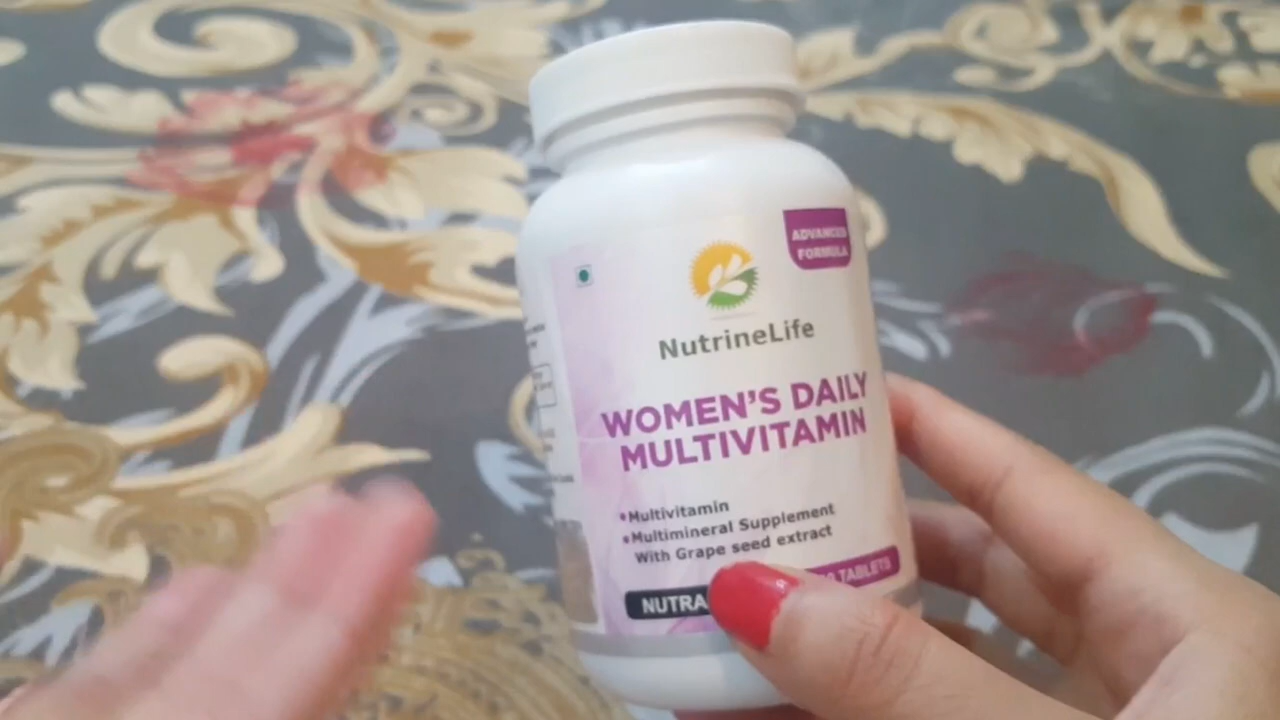 ADVANCED
FORMULA
NutrineLife
WOMEN'S DAILY
MULTIVITAMIN
•Multivitamin
•Multimineral Supplement
With Grape seed extract
NUTRA
TABLETS